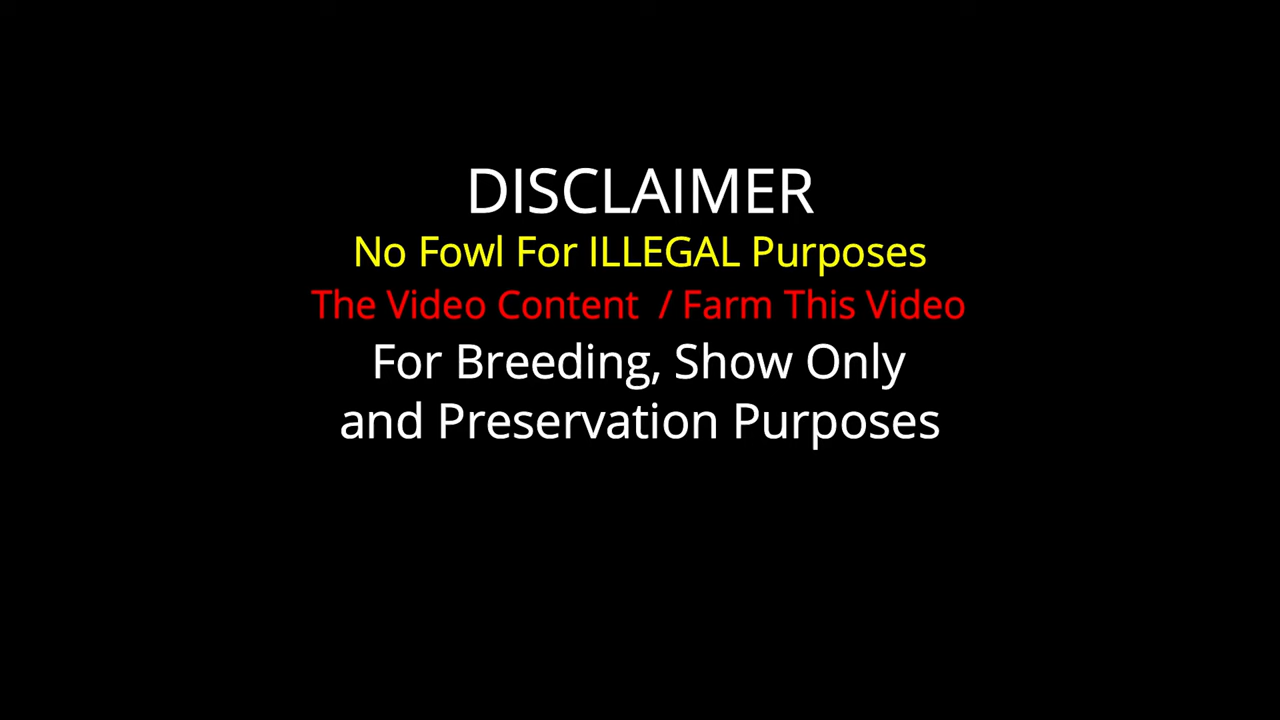 DISCLAIMER
No Fowl For ILLEGAL Purposes
The Video Content / Farm This Video
For Breeding, Show Only
and Preservation Purposes